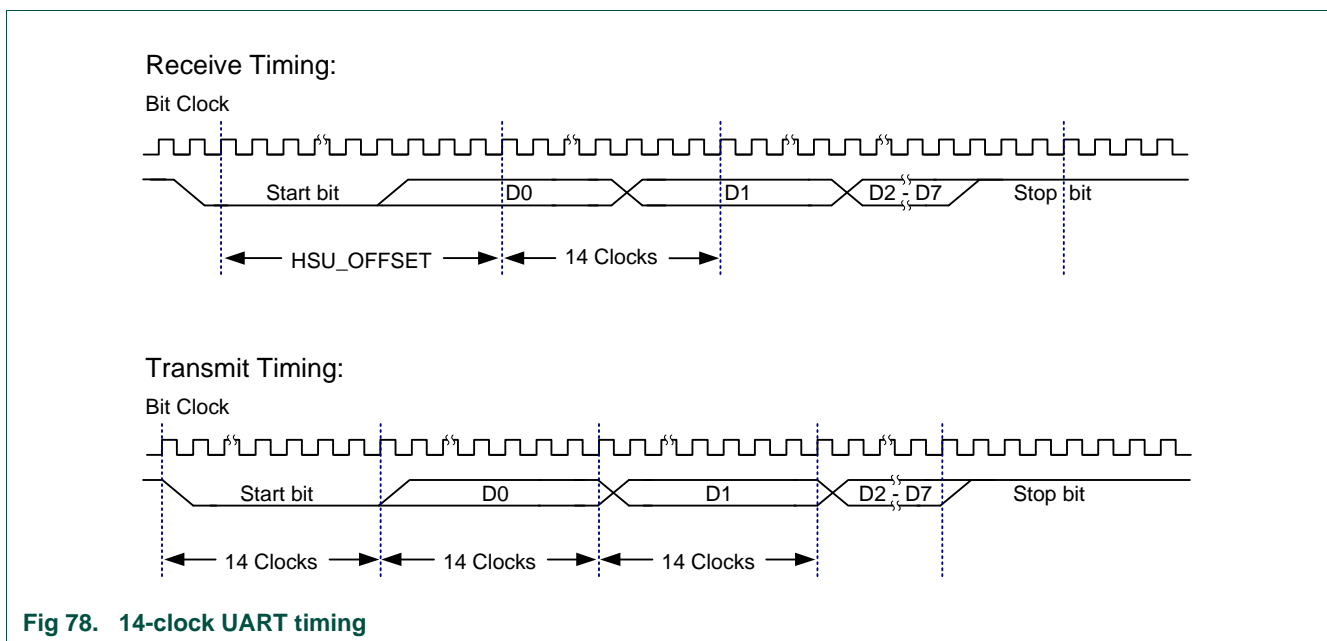 Receive Timing:
Bit Clock
Start bit D0 D1 D2 - D7 Stop bit
HSU_OFFSET 14 Clocks
Transmit Timing:
Bit Clock
Start bit D0 D1 D2 - D7 Stop bit
14 Clocks 14 Clocks 14 Clocks
Fig 78. 14-clock UART timing